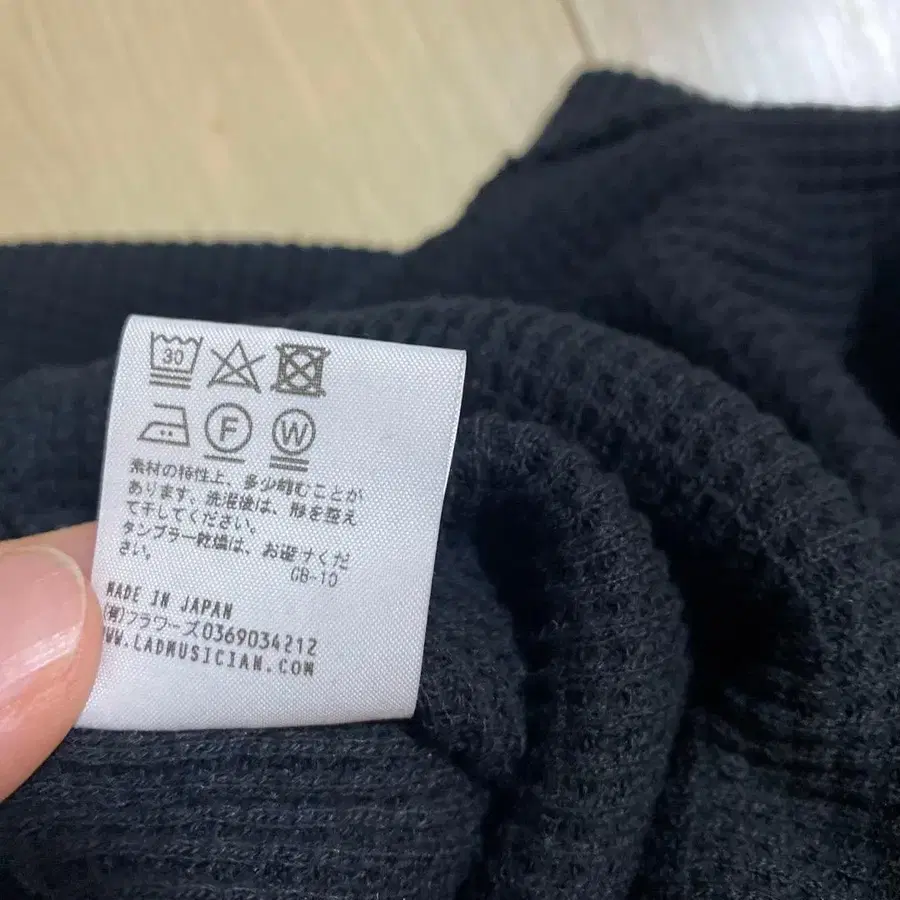 30
F W
素材の特性上、多少縮むことが
あります。洗濯後は、形を整え
て干してください。
タンブラー乾燥は、お避けくだ
さい。
CB-10
MADE IN JAPAN
(有)フラワーズ0369034212
WWW.LADMUSICIAN.COM